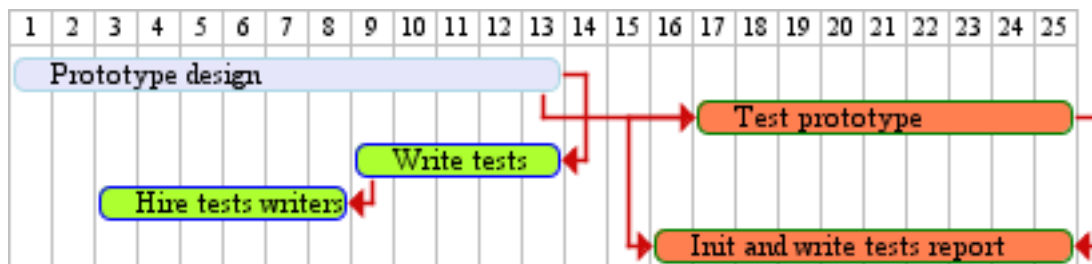 1 2 3 4 5 6 7 8 9 10 11 12 13 14 15 16 17 18 19 20 21 22 23 24 25
Prototype design
Test prototype
Write tests
Hire tests writers
Init and write tests report